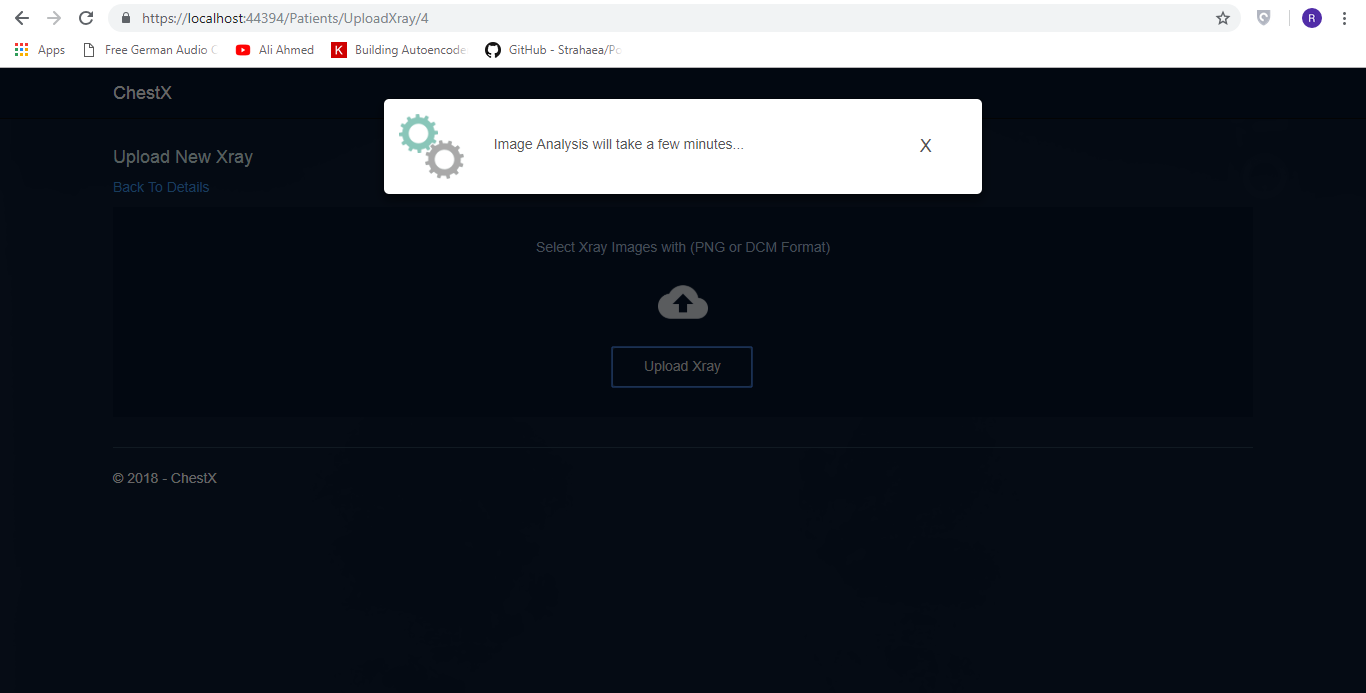 https://localhost:44394/Patients/UploadXray/4
R
Apps
Free German Audio
Ali Ahmed
K
Building Autoencode
GitHub - Strahaea/Po
ChestX
Image Analysis will take a few minutes...
X
Upload New Xray
Back To Details
Select Xray Images with (PNG or DCM Format)
Upload Xray
© 2018 - ChestX